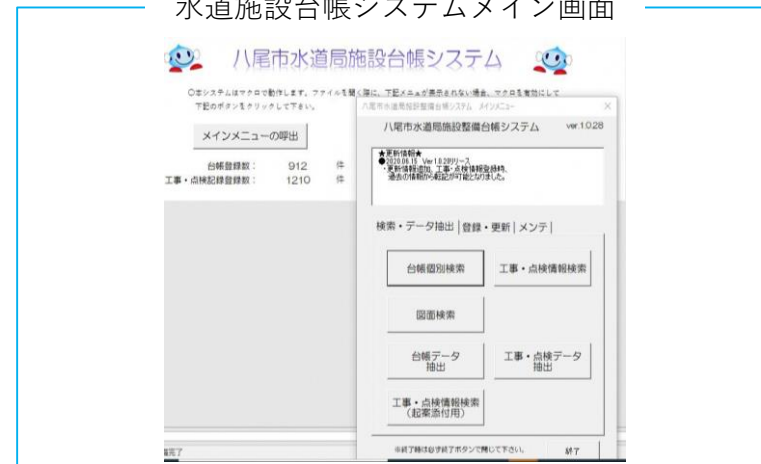 水道施設台帳システムメイン画面
八尾市水道局施設台帳システム
〇本システムはマクロで動作します。ファイルを開く際に、下記メニューが表示されない場合、マクロを有効にして
下記のボタンをクリックして下さい。
メインメニューの呼出
台帳登録数： 912 件
工事・点検記録登録数： 1210 件
八尾市水道局施設整備台帳システム メインメニュー
八尾市水道局施設整備台帳システム ver.1.0.28
★更新情報★
●2020.06.15 Ver1.0.28リリース
・更新情報追加、工事・点検情報登録時、
過去の情報から転記が可能となりました。
検索・データ抽出 登録・更新 メンテ
台帳個別検索 工事・点検情報検索
図面検索
台帳データ 工事・点検データ
抽出 抽出
工事・点検情報検索
（起案添付用）
※終了時は必ず終了ボタンで閉じて下さい。 終了
完了